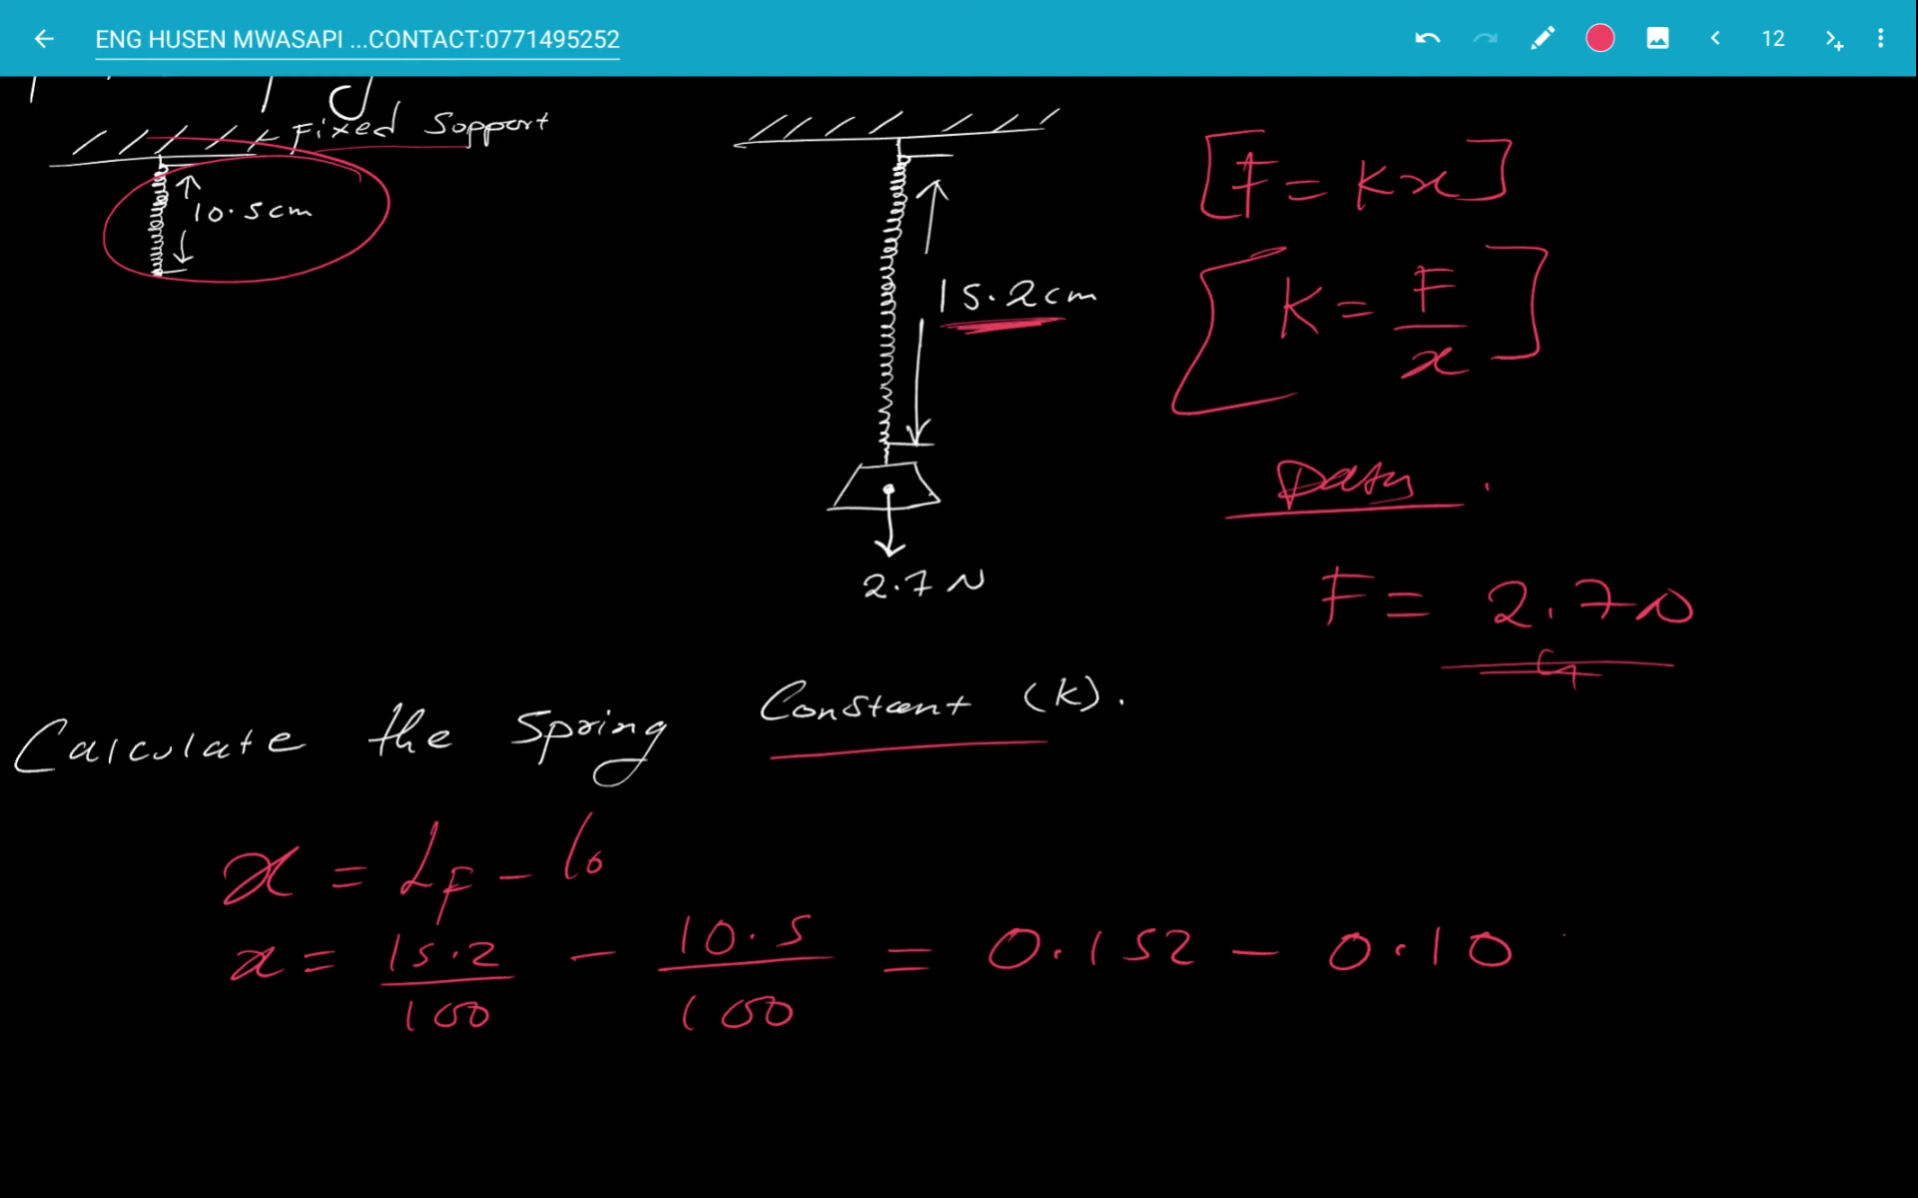 ENG HUSEN MWASAPI ...CONTACT:0771495252
12
Fixed Support
10.5cm
15.2cm
2.7 N
[F = kx]
[K = F/x]
Data
F = 2.7N
Calculate the Spring Constant (k).
x = LF - lo
x = 15.2/100 - 10.5/100 = 0.152 - 0.10